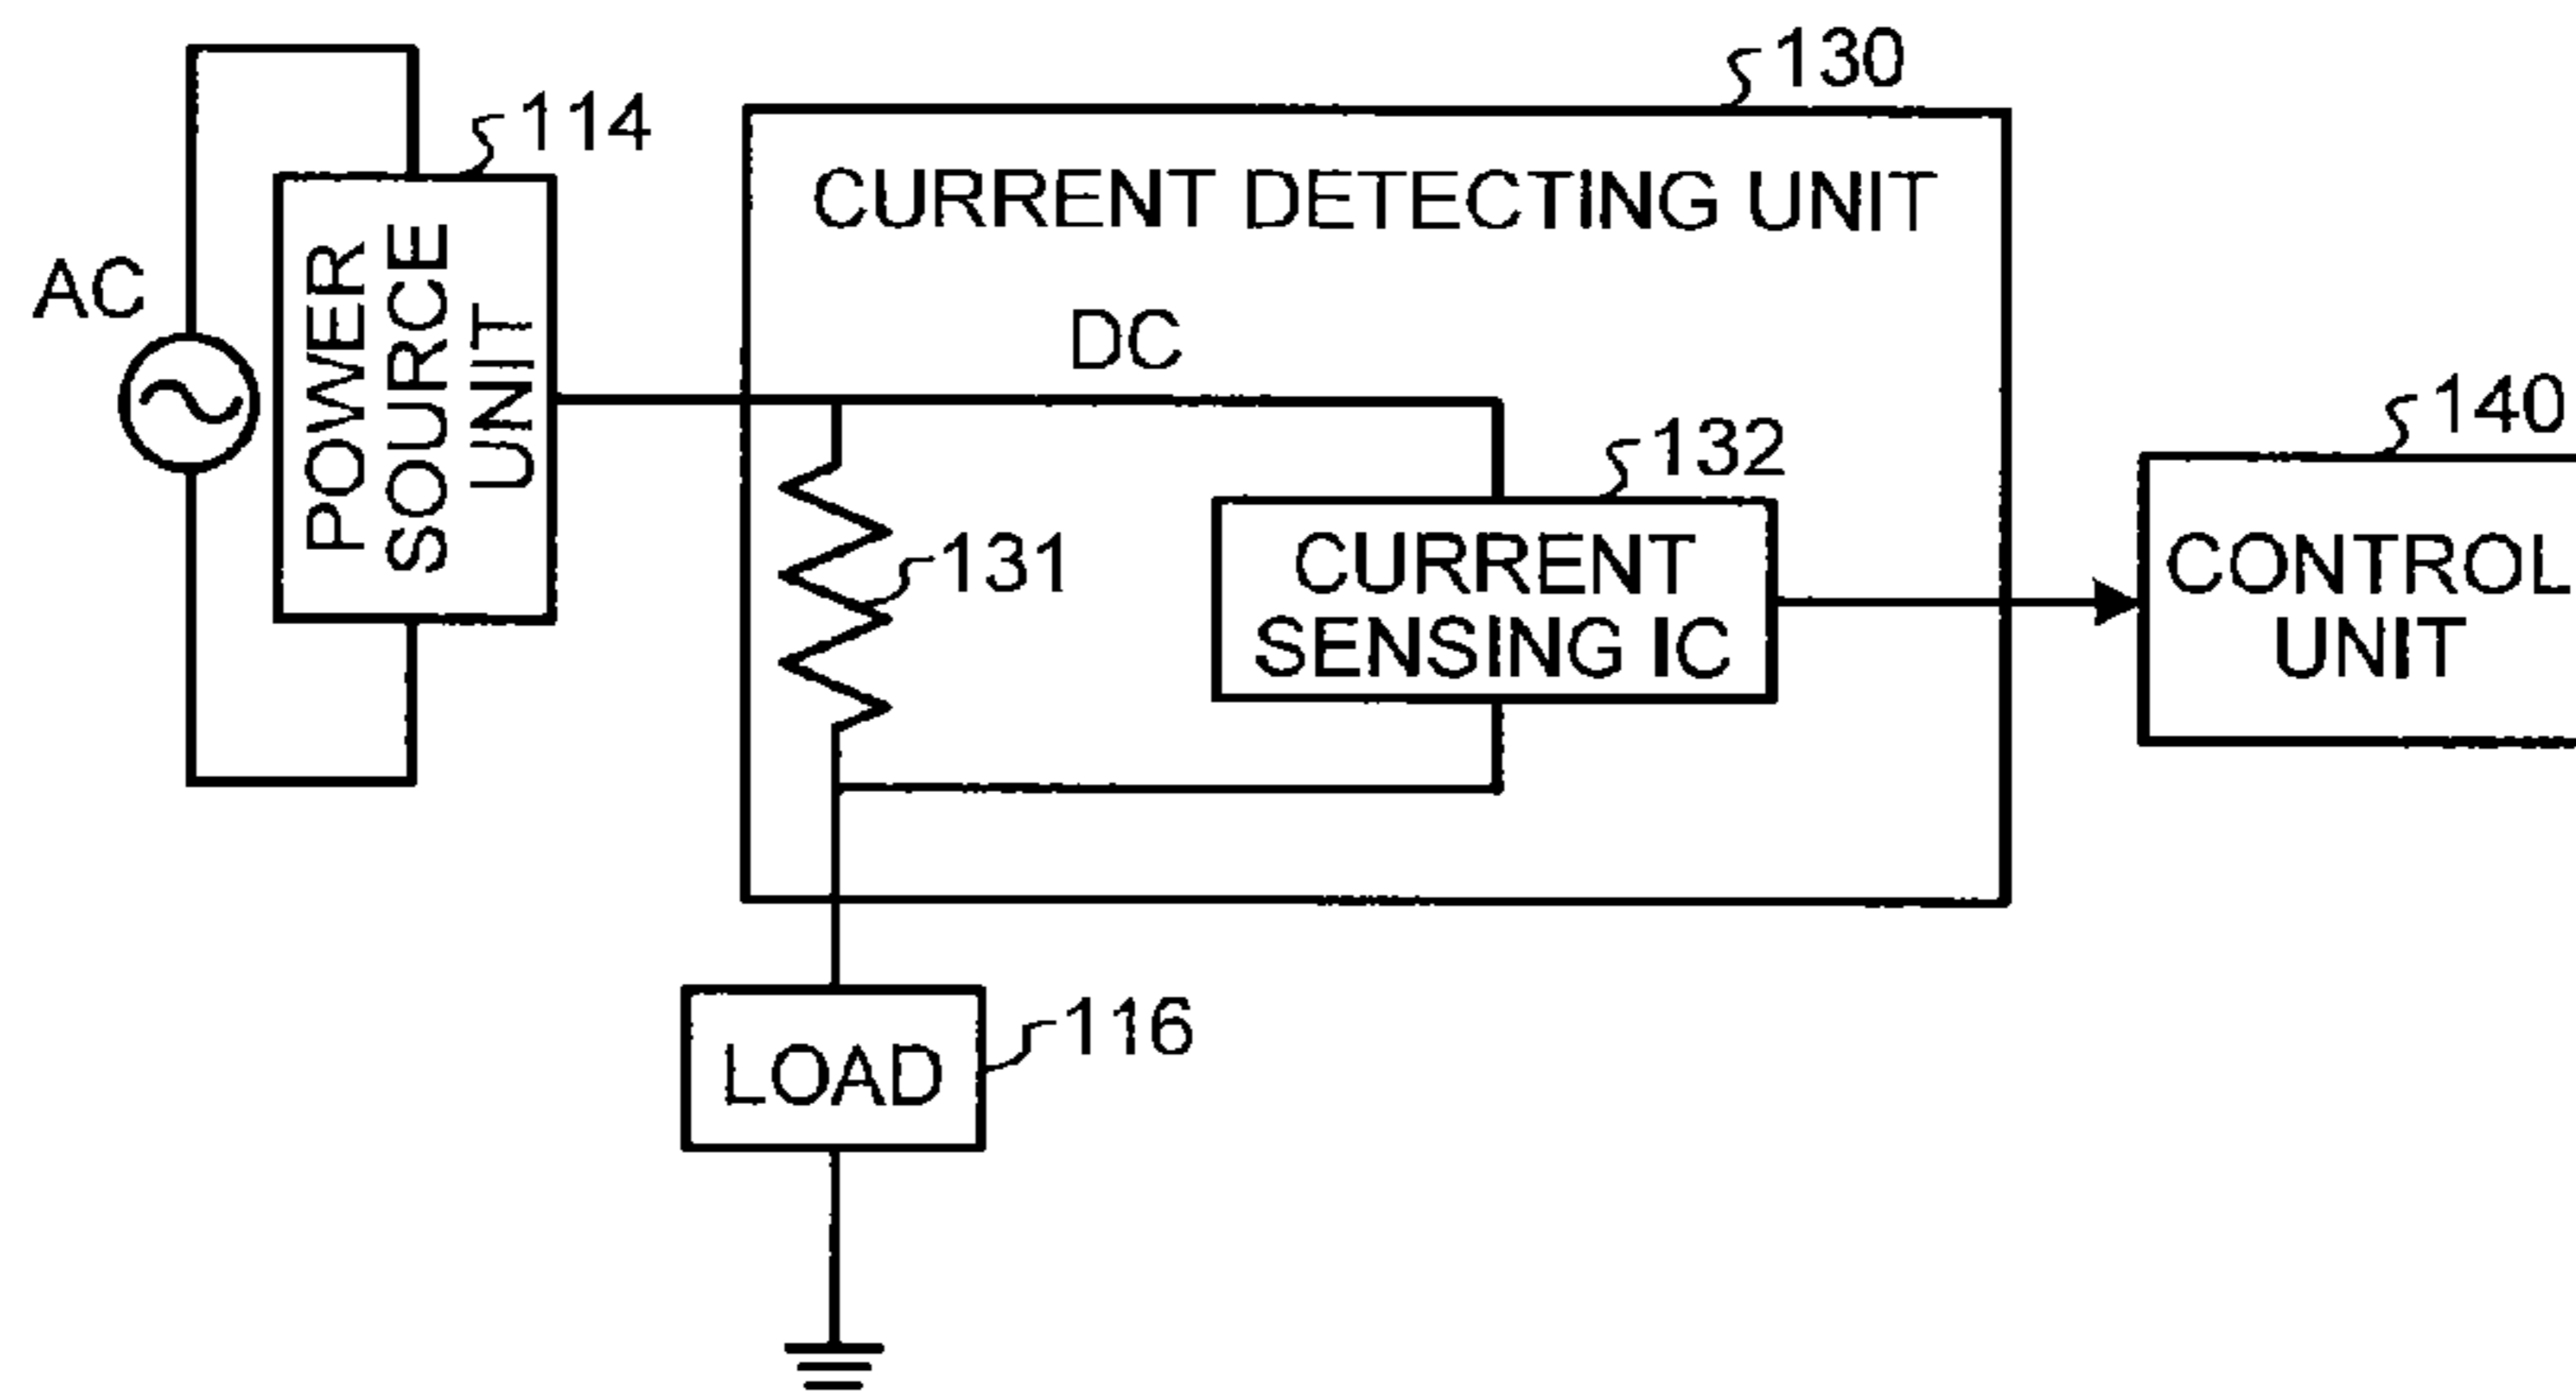 130
114
CURRENT DETECTING UNIT
AC
POWER
SOURCE
UNIT
DC
140
132
131
CURRENT
SENSING IC
CONTROL
UNIT
116
LOAD